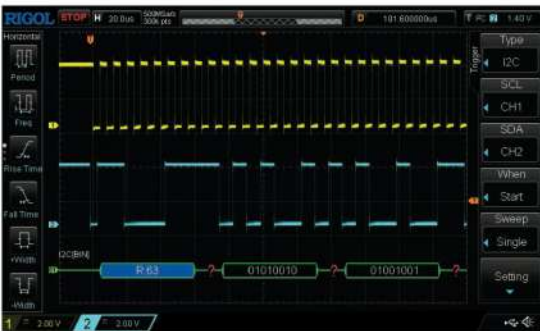 RIGOL STOP H 20.0us 500MSa/s 300k pts D 101.600000us T I²C 1.40 V
Horizontal
Period
Freq
Rise Time
Fall Time
+Width
-Width
Trigger
Type
I2C
SCL
CH1
SDA
CH2
When
Start
Sweep
Single
Setting
I2C(BIN)
R:63 ? 01010010 ? 01001001 ?
1 = 2.00 V 2 = 2.00 V